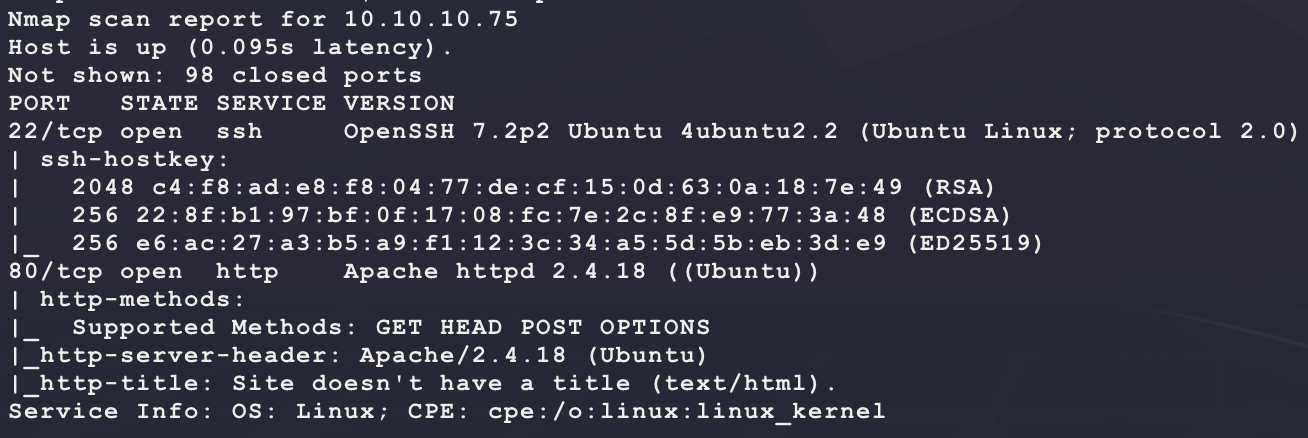 Nmap scan report for 10.10.10.75
Host is up (0.095s latency).
Not shown: 98 closed ports
PORT   STATE SERVICE VERSION
22/tcp open  ssh     OpenSSH 7.2p2 Ubuntu 4ubuntu2.2 (Ubuntu Linux; protocol 2.0)
| ssh-hostkey:
|   2048 c4:f8:ad:e8:f8:04:77:de:cf:15:0d:63:0a:18:7e:49 (RSA)
|   256 22:8f:b1:97:bf:0f:17:08:fc:7e:2c:8f:e9:77:3a:48 (ECDSA)
|_  256 e6:ac:27:a3:b5:a9:f1:12:3c:34:a5:5d:5b:eb:3d:e9 (ED25519)
80/tcp open  http    Apache httpd 2.4.18 ((Ubuntu))
| http-methods:
|_  Supported Methods: GET HEAD POST OPTIONS
|_http-server-header: Apache/2.4.18 (Ubuntu)
|_http-title: Site doesn't have a title (text/html).
Service Info: OS: Linux; CPE: cpe:/o:linux:linux_kernel